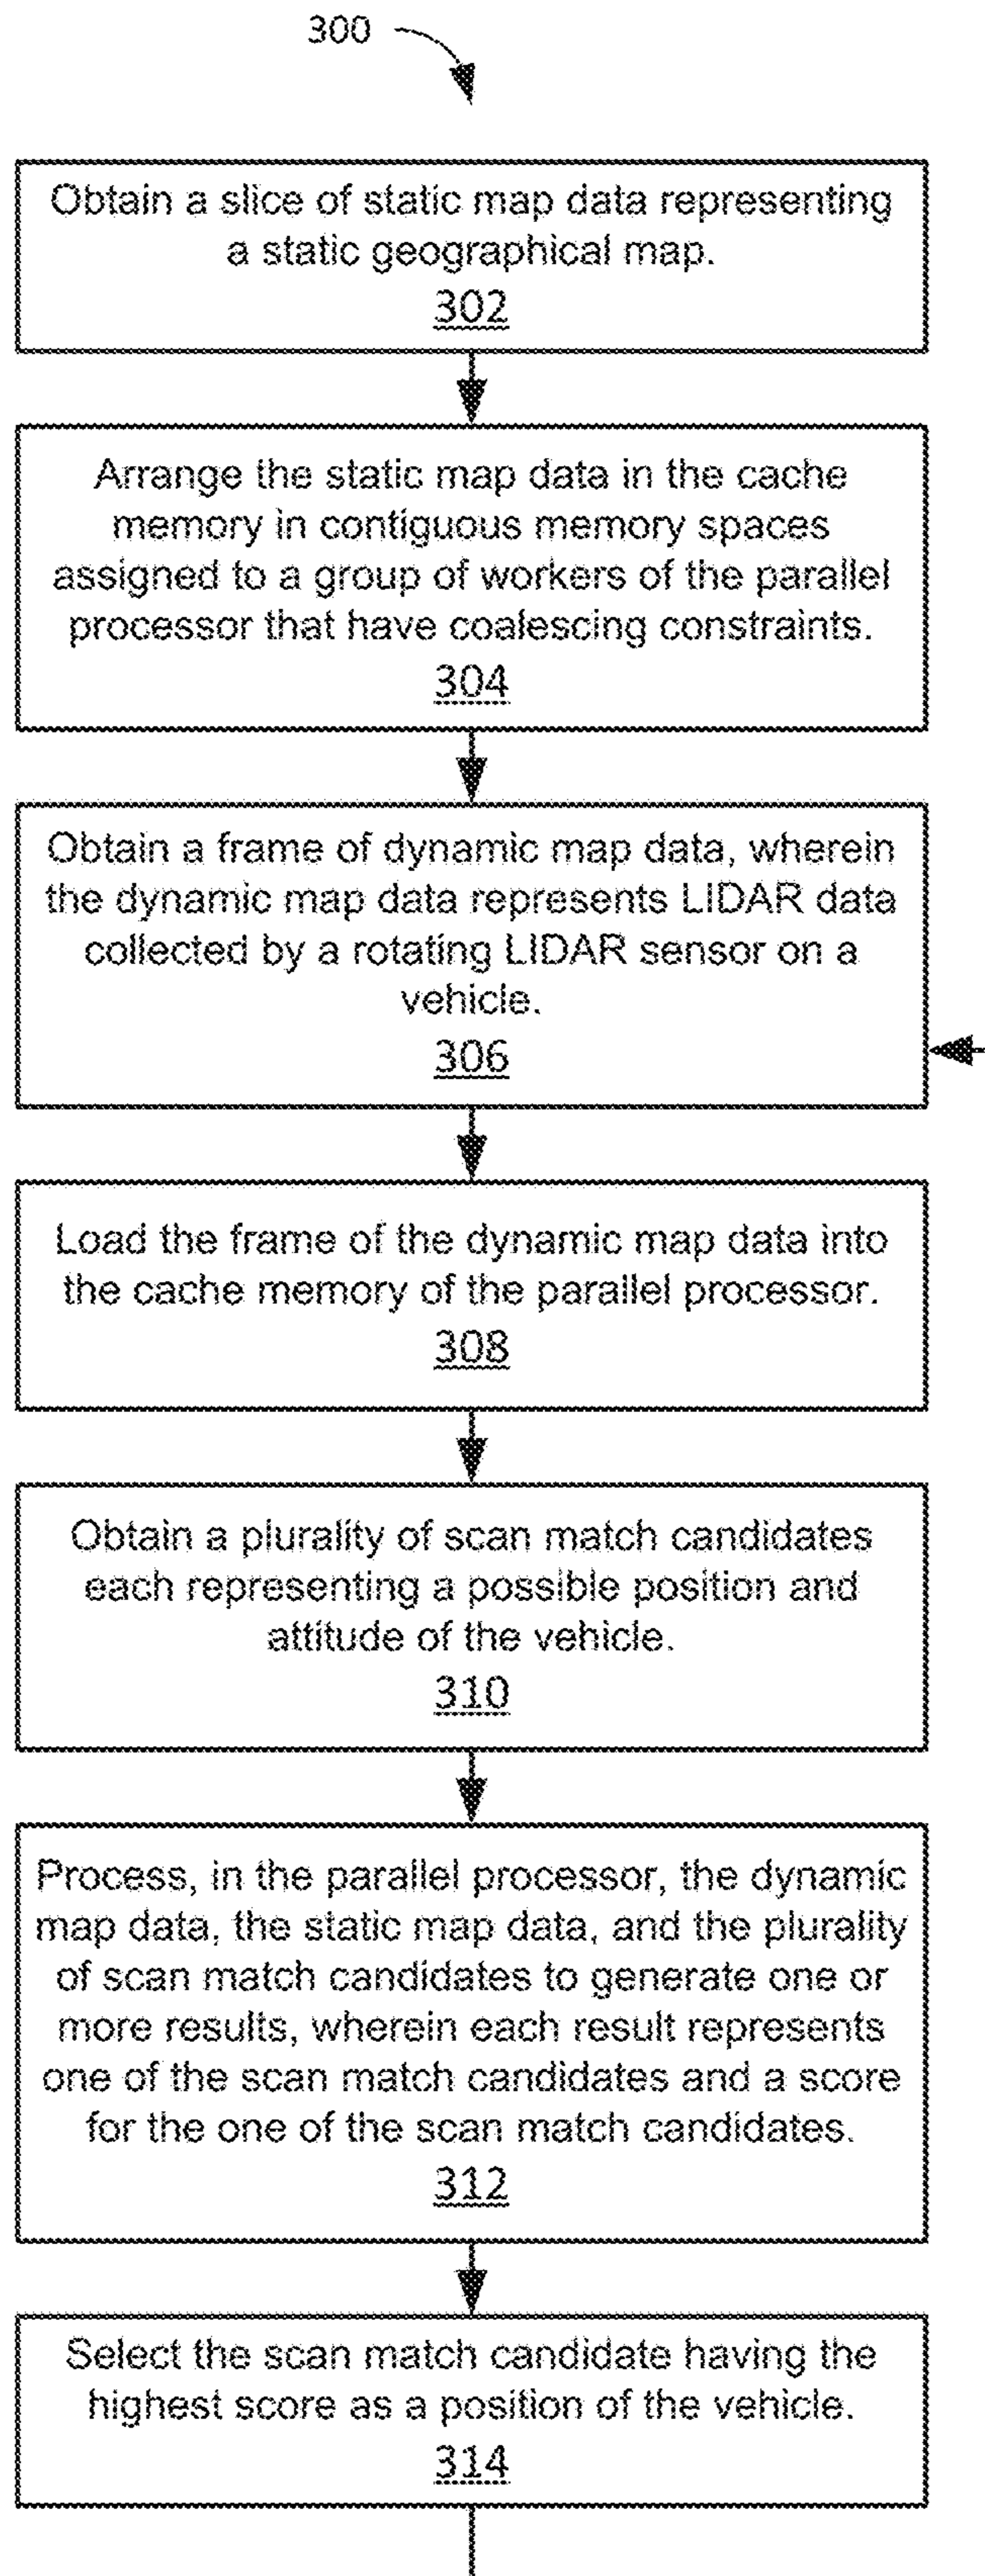 300
Obtain a slice of static map data representing
a static geographical map.
302
Arrange the static map data in the cache
memory in contiguous memory spaces
assigned to a group of workers of the parallel
processor that have coalescing constraints.
304
Obtain a frame of dynamic map data, wherein
the dynamic map data represents LIDAR data
collected by a rotating LIDAR sensor on a
vehicle.
306
Load the frame of the dynamic map data into
the cache memory of the parallel processor.
308
Obtain a plurality of scan match candidates
each representing a possible position and
attitude of the vehicle.
310
Process, in the parallel processor, the dynamic
map data, the static map data, and the plurality
of scan match candidates to generate one or
more results, wherein each result represents
one of the scan match candidates and a score
for the one of the scan match candidates.
312
Select the scan match candidate having the
highest score as a position of the vehicle.
314